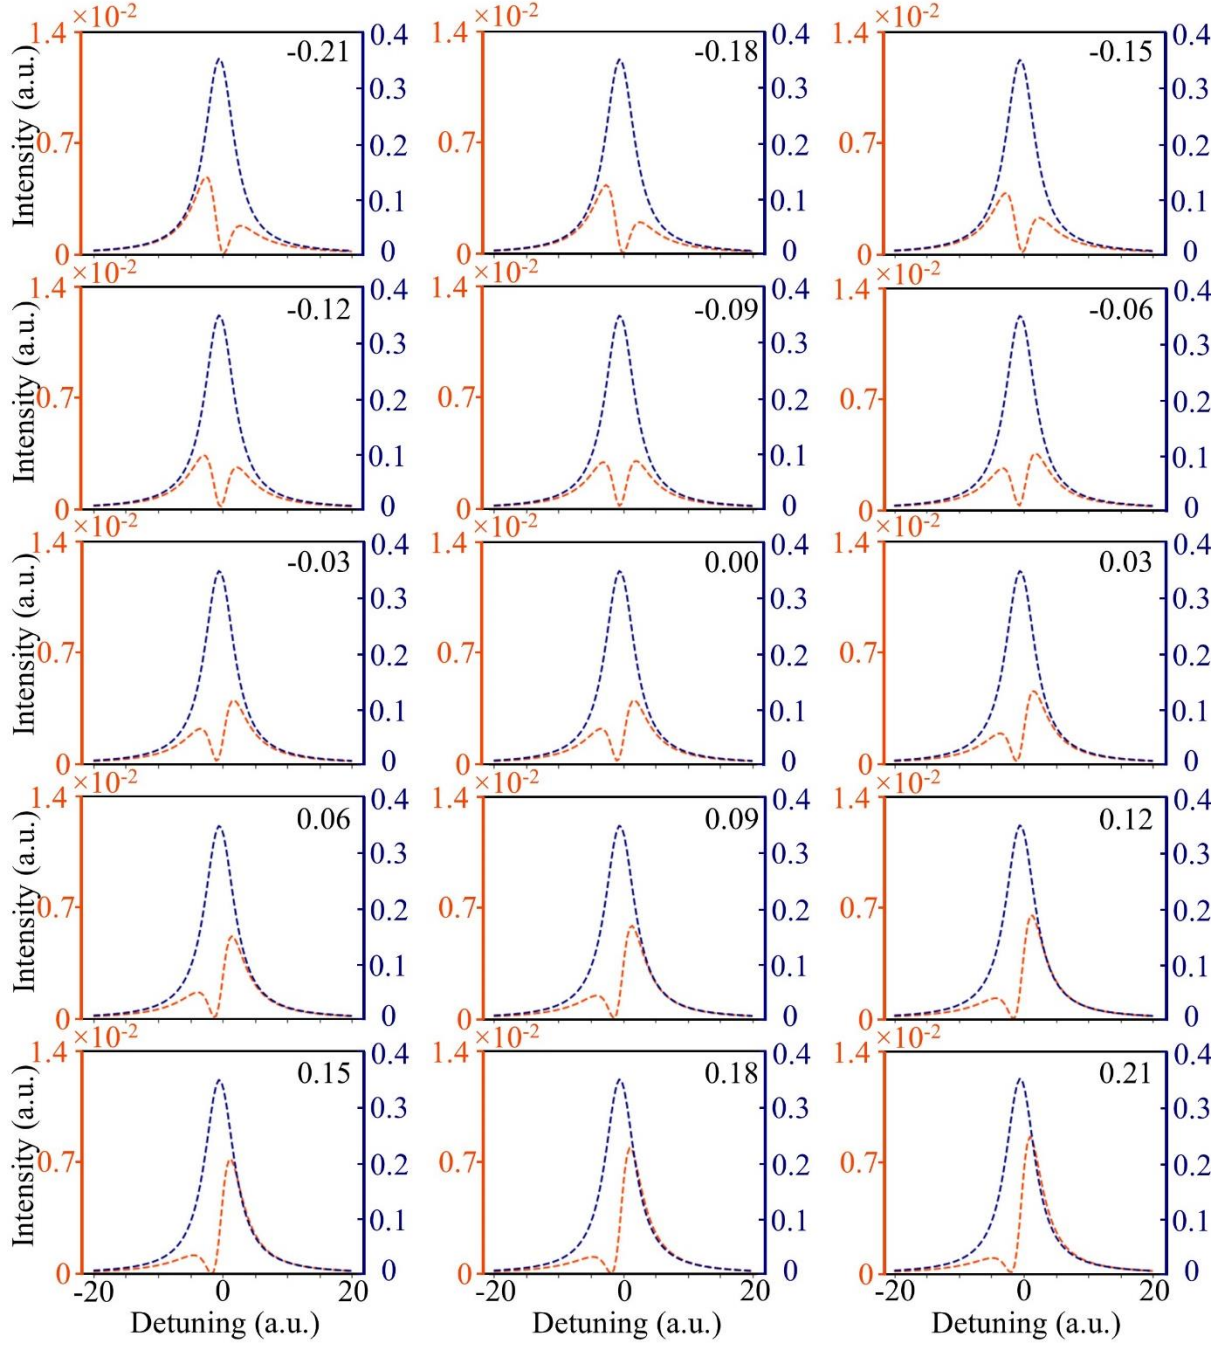 ×10⁻² ×10⁻² ×10⁻²
Intensity (a.u.) 1.4 0.7 0 -0.21 0.4 0.3 0.2 0.1 0
1.4 0.7 0 -0.18 0.4 0.3 0.2 0.1 0
1.4 0.7 0 -0.15 0.4 0.3 0.2 0.1 0
×10⁻² ×10⁻² ×10⁻²
Intensity (a.u.) 1.4 0.7 0 -0.12 0.4 0.3 0.2 0.1 0
1.4 0.7 0 -0.09 0.4 0.3 0.2 0.1 0
1.4 0.7 0 -0.06 0.4 0.3 0.2 0.1 0
×10⁻² ×10⁻² ×10⁻²
Intensity (a.u.) 1.4 0.7 0 -0.03 0.4 0.3 0.2 0.1 0
1.4 0.7 0 0.00 0.4 0.3 0.2 0.1 0
1.4 0.7 0 0.03 0.4 0.3 0.2 0.1 0
×10⁻² ×10⁻² ×10⁻²
Intensity (a.u.) 1.4 0.7 0 0.06 0.4 0.3 0.2 0.1 0
1.4 0.7 0 0.09 0.4 0.3 0.2 0.1 0
1.4 0.7 0 0.12 0.4 0.3 0.2 0.1 0
×10⁻² ×10⁻² ×10⁻²
Intensity (a.u.) 1.4 0.7 0 0.15 0.4 0.3 0.2 0.1 0
1.4 0.7 0 0.18 0.4 0.3 0.2 0.1 0
1.4 0.7 0 0.21 0.4 0.3 0.2 0.1 0
-20 0 20 -20 0 20 -20 0 20
Detuning (a.u.) Detuning (a.u.) Detuning (a.u.)